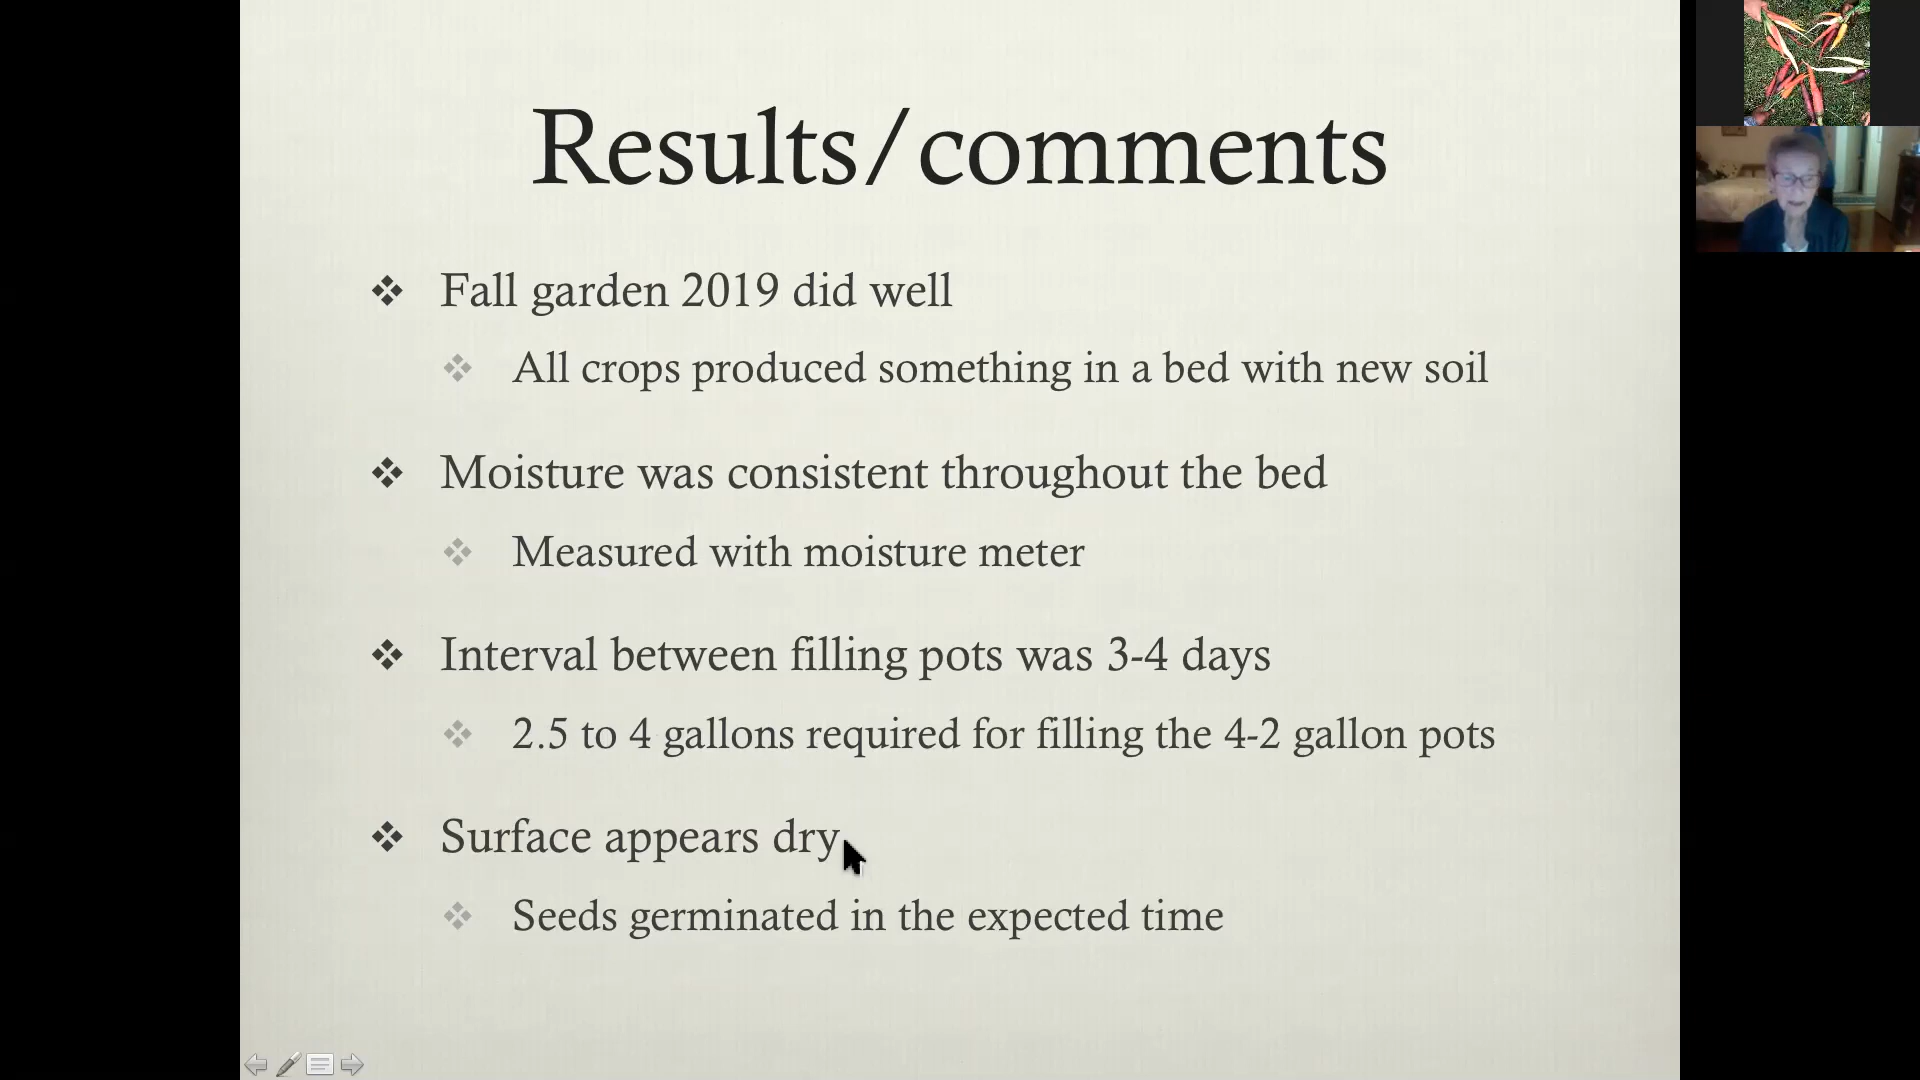 Results/comments
Fall garden 2019 did well
All crops produced something in a bed with new soil
Moisture was consistent throughout the bed
Measured with moisture meter
Interval between filling pots was 3-4 days
2.5 to 4 gallons required for filling the 4-2 gallon pots
Surface appears dry
Seeds germinated in the expected time